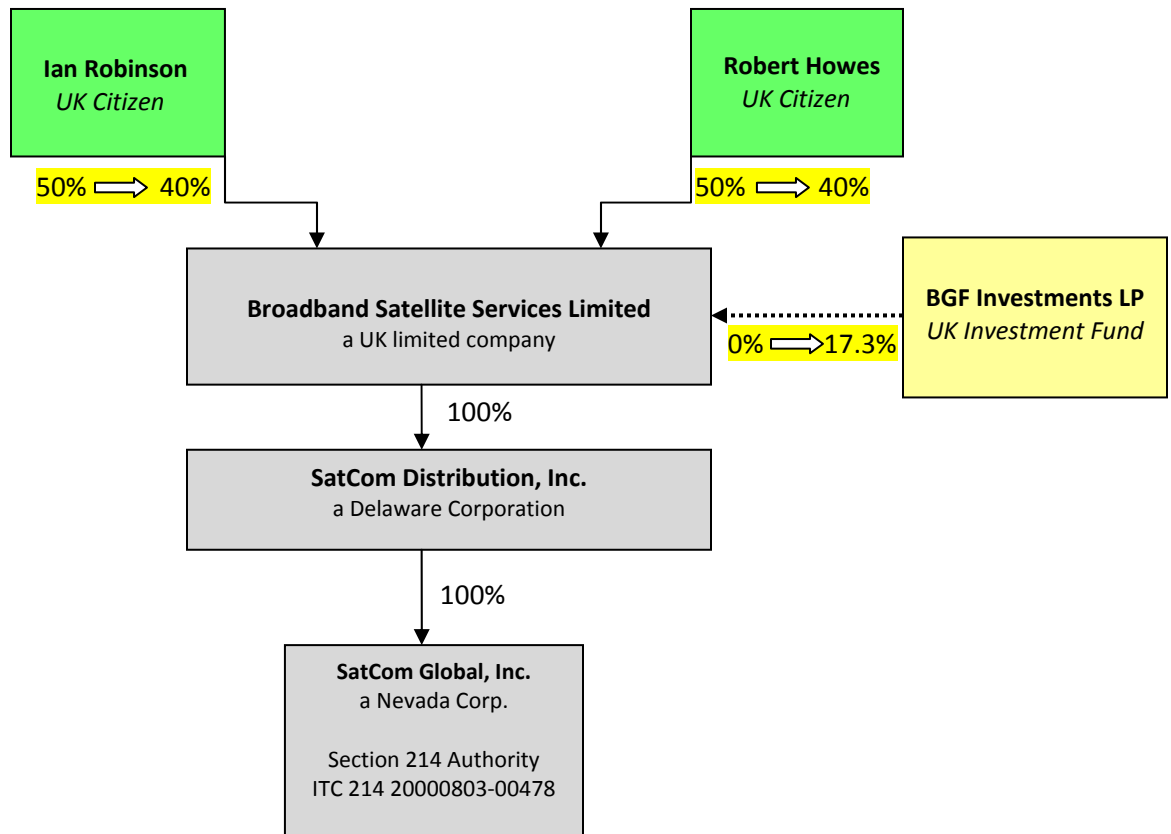 Ian Robinson
UK Citizen
Robert Howes
UK Citizen
50% 40%
50% 40%
Broadband Satellite Services Limited
a UK limited company
BGF Investments LP
UK Investment Fund
0% 17.3%
100%
SatCom Distribution, Inc.
a Delaware Corporation
100%
SatCom Global, Inc.
a Nevada Corp.
Section 214 Authority
ITC 214 20000803-00478